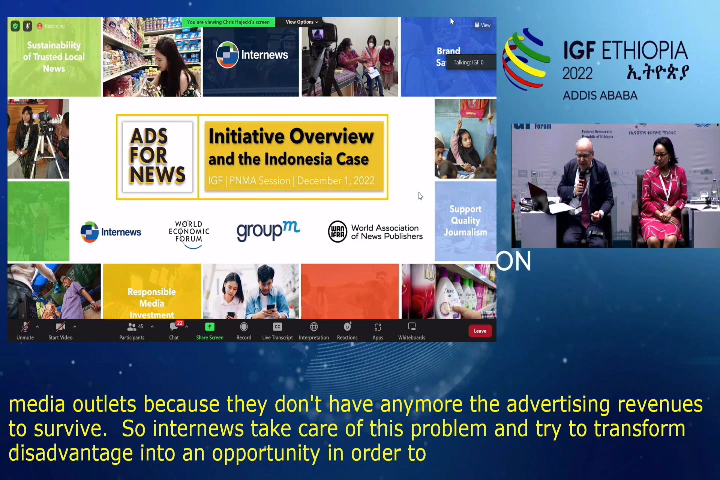 Recording
You are viewing Chris Hajecki's screen
View Options
View
Sustainability
of Trusted Local
News
Internews
Brand
Sa
Talking: IGF 0
IGF ETHIOPIA
2022 ኢትዮጵያ
ADDIS ABABA
ADS
FOR
NEWS
Initiative Overview
and the Indonesia Case
IGF | PNMA Session | December 1, 2022
Internews
WORLD
ECONOMIC
FORUM
groupm
WAN
IFRA
World Association
of News Publishers
Support
Quality
Journalism
ON
Responsible
Media
Investment
Unmute
Start Video
Participants
Chat
Share Screen
Record
Live Transcript
Interpretation
Reactions
Apps
Whiteboards
Leave
media outlets because they don't have anymore the advertising revenues
to survive.  So internews take care of this problem and try to transform
disadvantage into an opportunity in order to